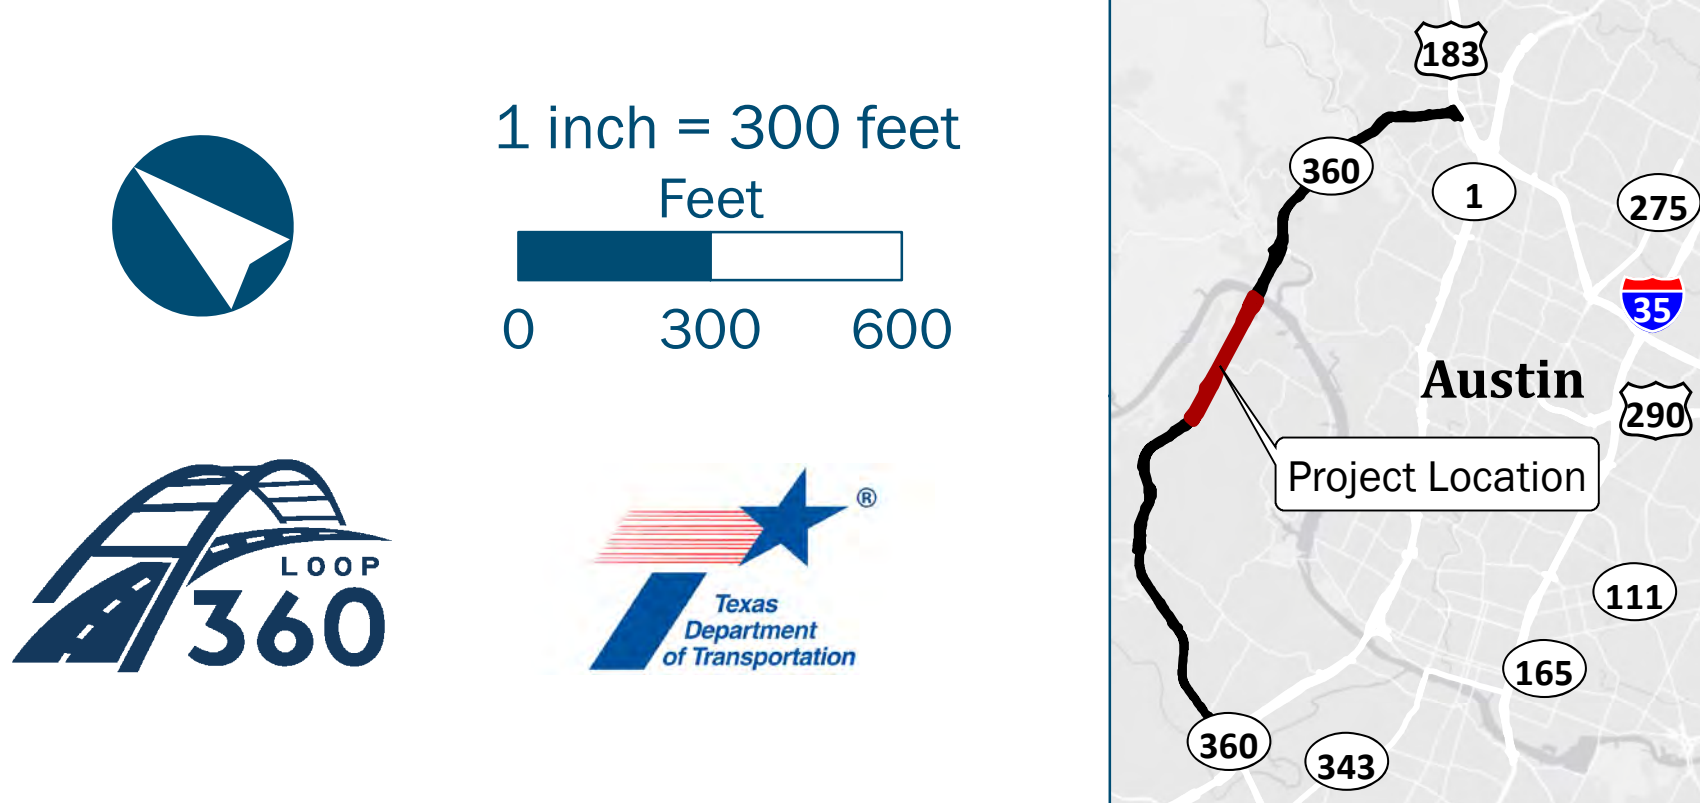 1 inch = 300 feet
Feet
0 300 600
LOOP
360
®
Texas
Department
of Transportation
183
360
1
275
35
Austin
290
Project Location
111
165
360
343